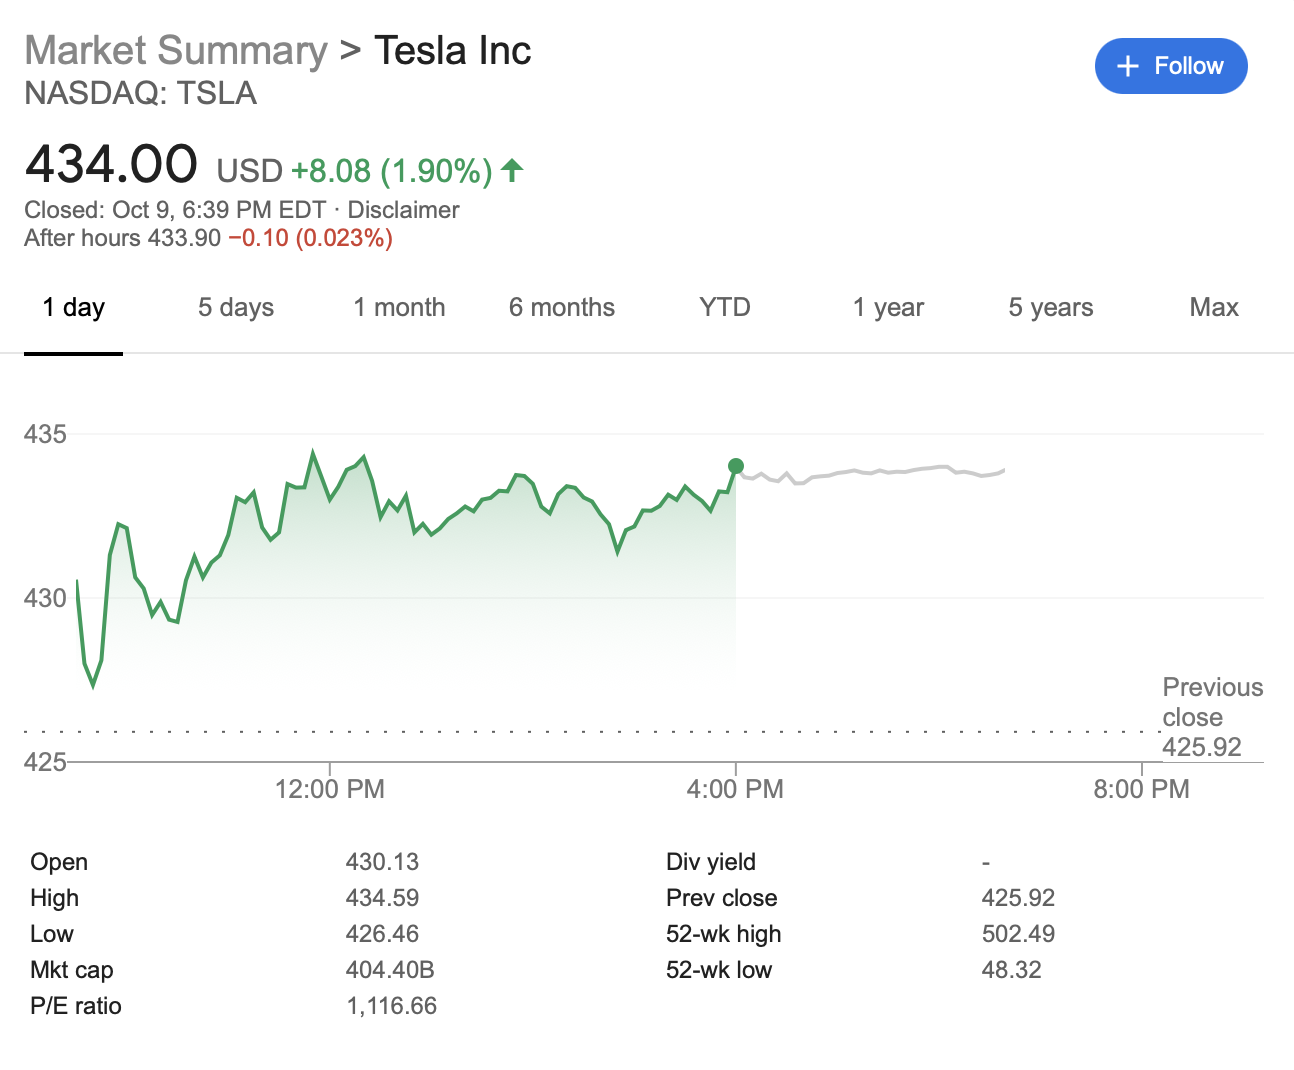 Market Summary > Tesla Inc
NASDAQ: TSLA
+ Follow
434.00 USD +8.08 (1.90%)
Closed: Oct 9, 6:39 PM EDT · Disclaimer
After hours 433.90 −0.10 (0.023%)
1 day 5 days 1 month 6 months YTD 1 year 5 years Max
435
430
425
Previous
close
425.92
12:00 PM 4:00 PM 8:00 PM
Open 430.13
High 434.59
Low 426.46
Mkt cap 404.40B
P/E ratio 1,116.66
Div yield -
Prev close 425.92
52-wk high 502.49
52-wk low 48.32